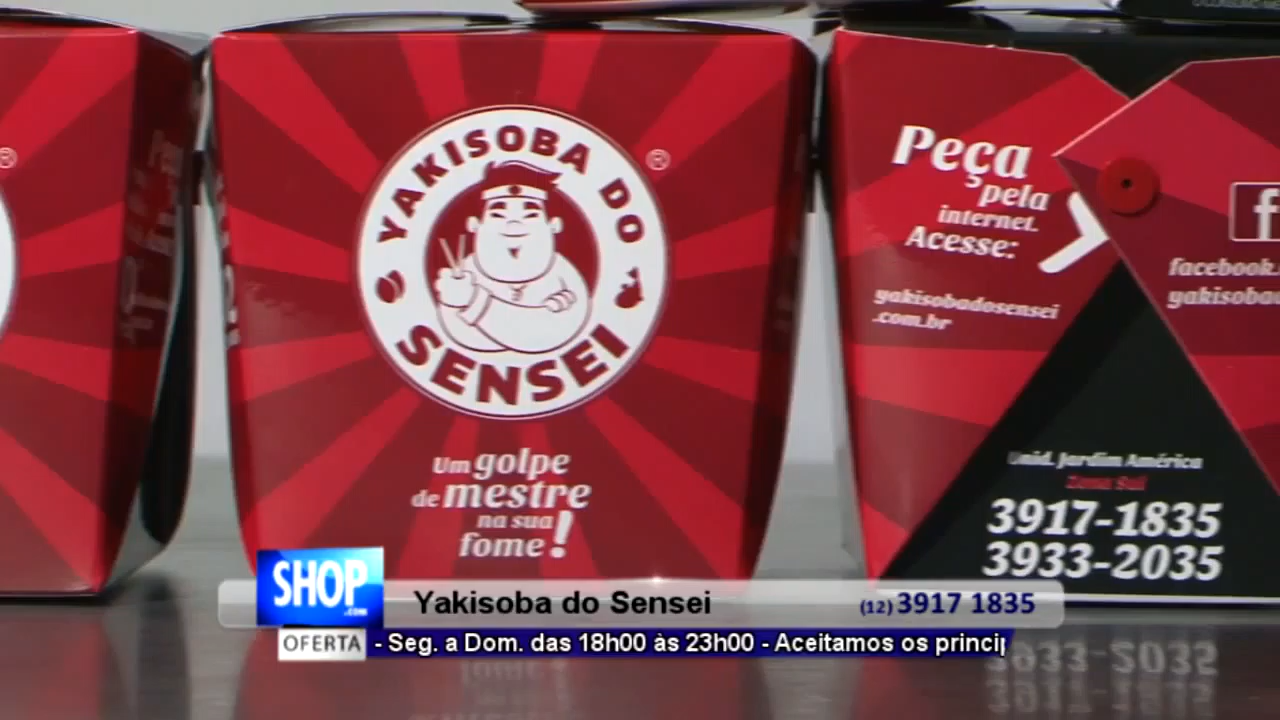 YAKISOBA DO
SENSEI
®
®
Um golpe
de mestre
na sua
fome!
Peça
pela
internet.
Acesse:
yakisobadosensei
.com.br
f
facebook.
Unid. Jardim América
Zona Sul
3917-1835
3933-2035
SHOP
.com
Yakisoba do Sensei
(12) 3917 1835
OFERTA
- Seg. a Dom. das 18h00 às 23h00 - Aceitamos os